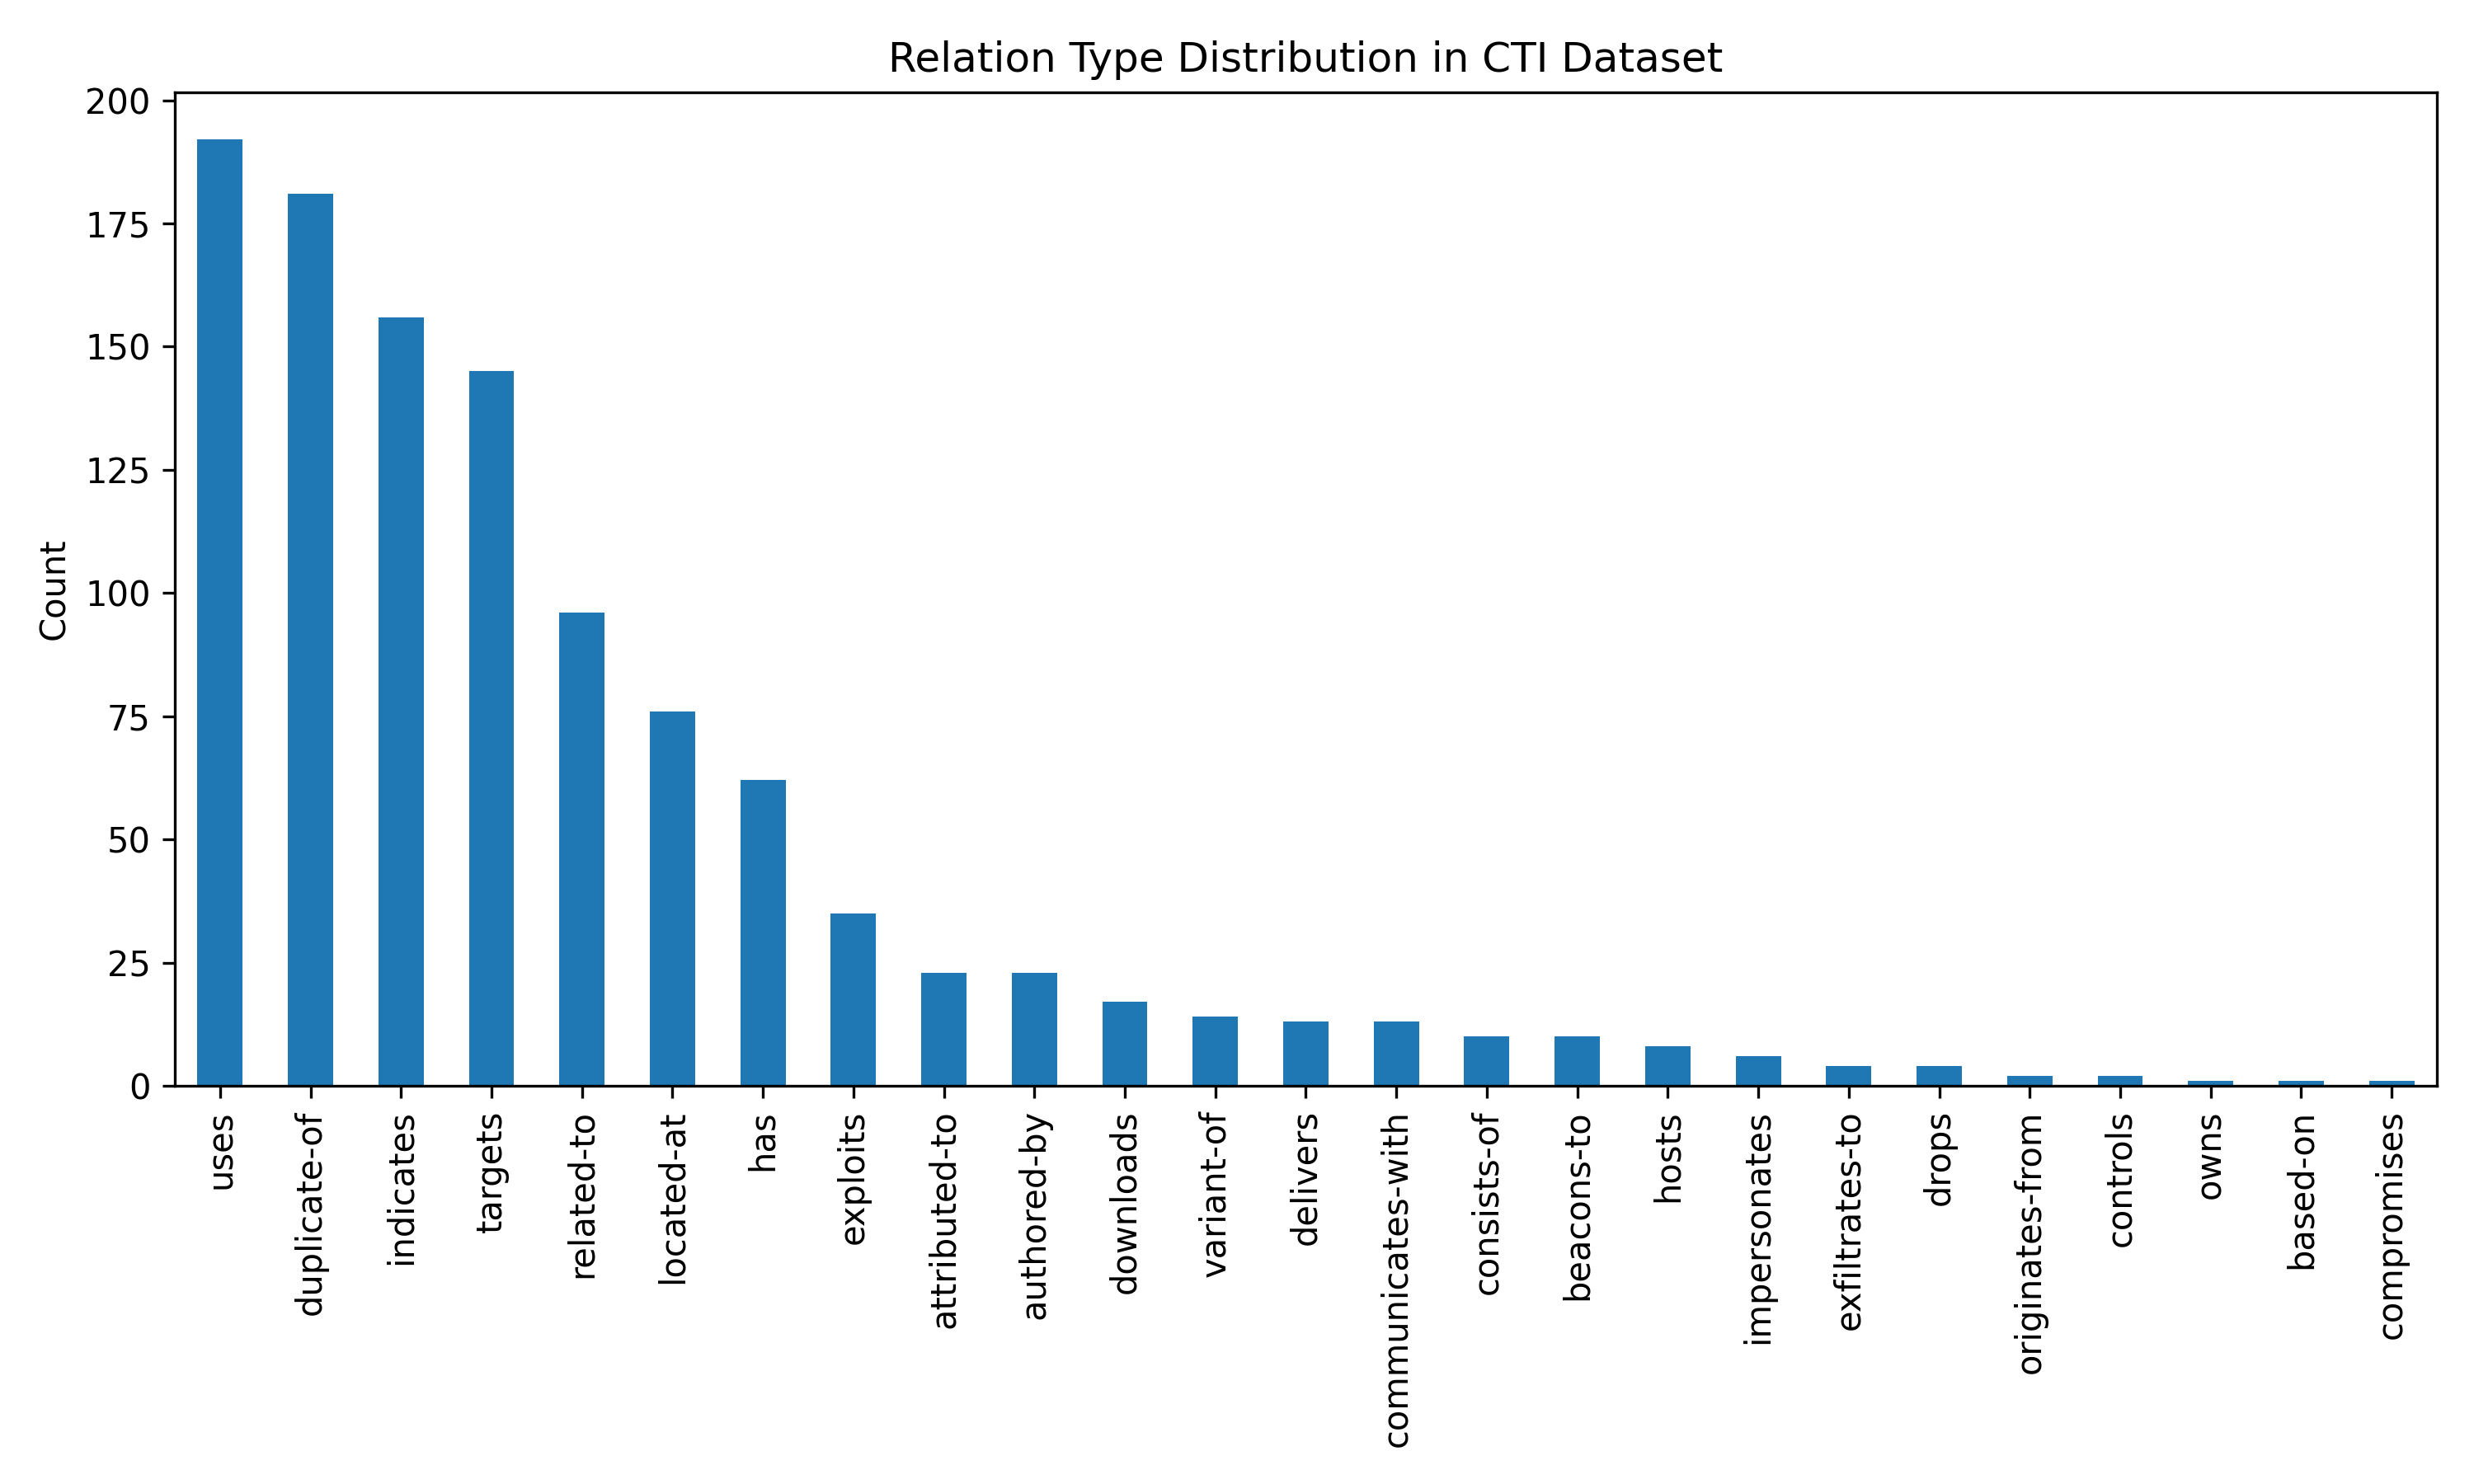 Relation Type Distribution in CTI Dataset
200
175
150
125
100
75
50
25
0
Count
uses
duplicate-of
indicates
targets
related-to
located-at
has
exploits
attributed-to
authored-by
downloads
variant-of
delivers
communicates-with
consists-of
beacons-to
hosts
impersonates
exfiltrates-to
drops
originates-from
controls
owns
based-on
compromises